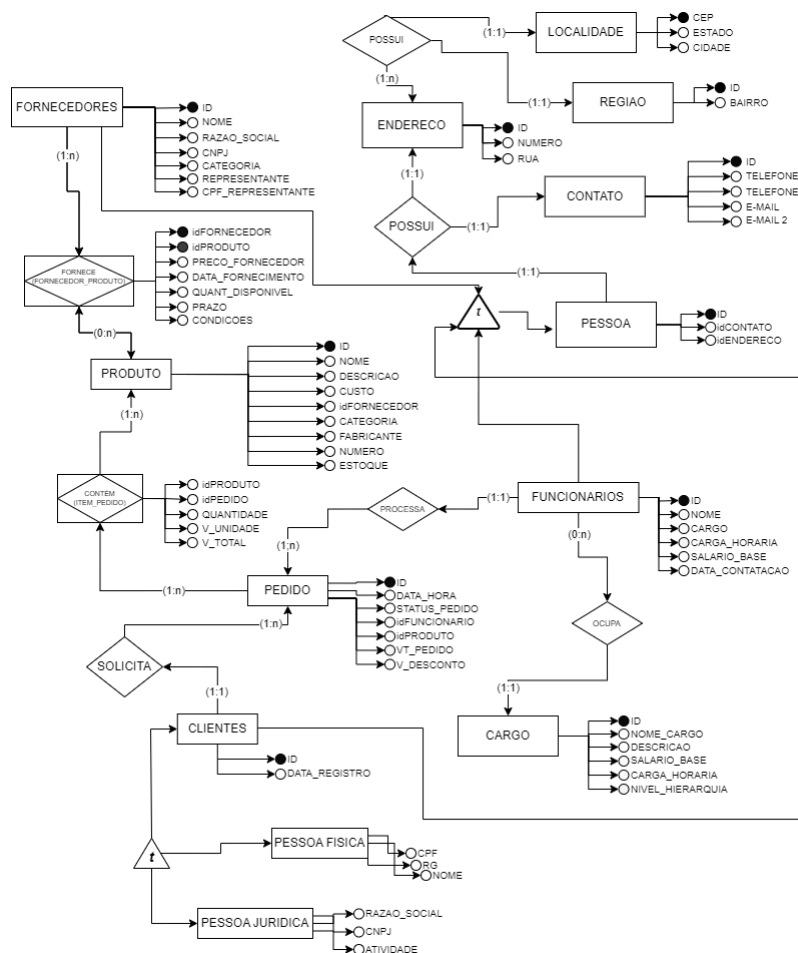 POSSUI
(1:1)
LOCALIDADE
CEP
ESTADO
CIDADE
(1:n)
(1:1)
REGIAO
ID
BAIRRO
FORNECEDORES
ID
NOME
RAZAO_SOCIAL
CNPJ
CATEGORIA
REPRESENTANTE
CPF_REPRESENTANTE
(1:n)
ENDERECO
ID
NUMERO
RUA
(1:1)
POSSUI
(1:1)
CONTATO
ID
TELEFONE
TELEFONE
E-MAIL
E-MAIL 2
(1:1)
FORNECE
(FORNECEDOR_PRODUTO)
idFORNECEDOR
idPRODUTO
PRECO_FORNECEDOR
DATA_FORNECIMENTO
QUANT_DISPONIVEL
PRAZO
CONDICOES
t
PESSOA
ID
idCONTATO
idENDERECO
(0:n)
PRODUTO
ID
NOME
DESCRICAO
CUSTO
idFORNECEDOR
CATEGORIA
FABRICANTE
NUMERO
ESTOQUE
(1:n)
CONTÉM
(ITEM_PEDIDO)
idPRODUTO
idPEDIDO
QUANTIDADE
V_UNIDADE
V_TOTAL
PROCESSA
(1:1)
FUNCIONARIOS
ID
NOME
CARGO
CARGA_HORARIA
SALARIO_BASE
DATA_CONTATACAO
(0:n)
(1:n)
(1:n)
PEDIDO
ID
DATA_HORA
STATUS_PEDIDO
idFUNCIONARIO
idPRODUTO
VT_PEDIDO
V_DESCONTO
(1:n)
OCUPA
SOLICITA
(1:1)
(1:1)
CLIENTES
ID
DATA_REGISTRO
CARGO
ID
NOME_CARGO
DESCRICAO
SALARIO_BASE
CARGA_HORARIA
NIVEL_HIERARQUIA
t
PESSOA FISICA
CPF
RG
NOME
PESSOA JURIDICA
RAZAO_SOCIAL
CNPJ
ATIVIDADE